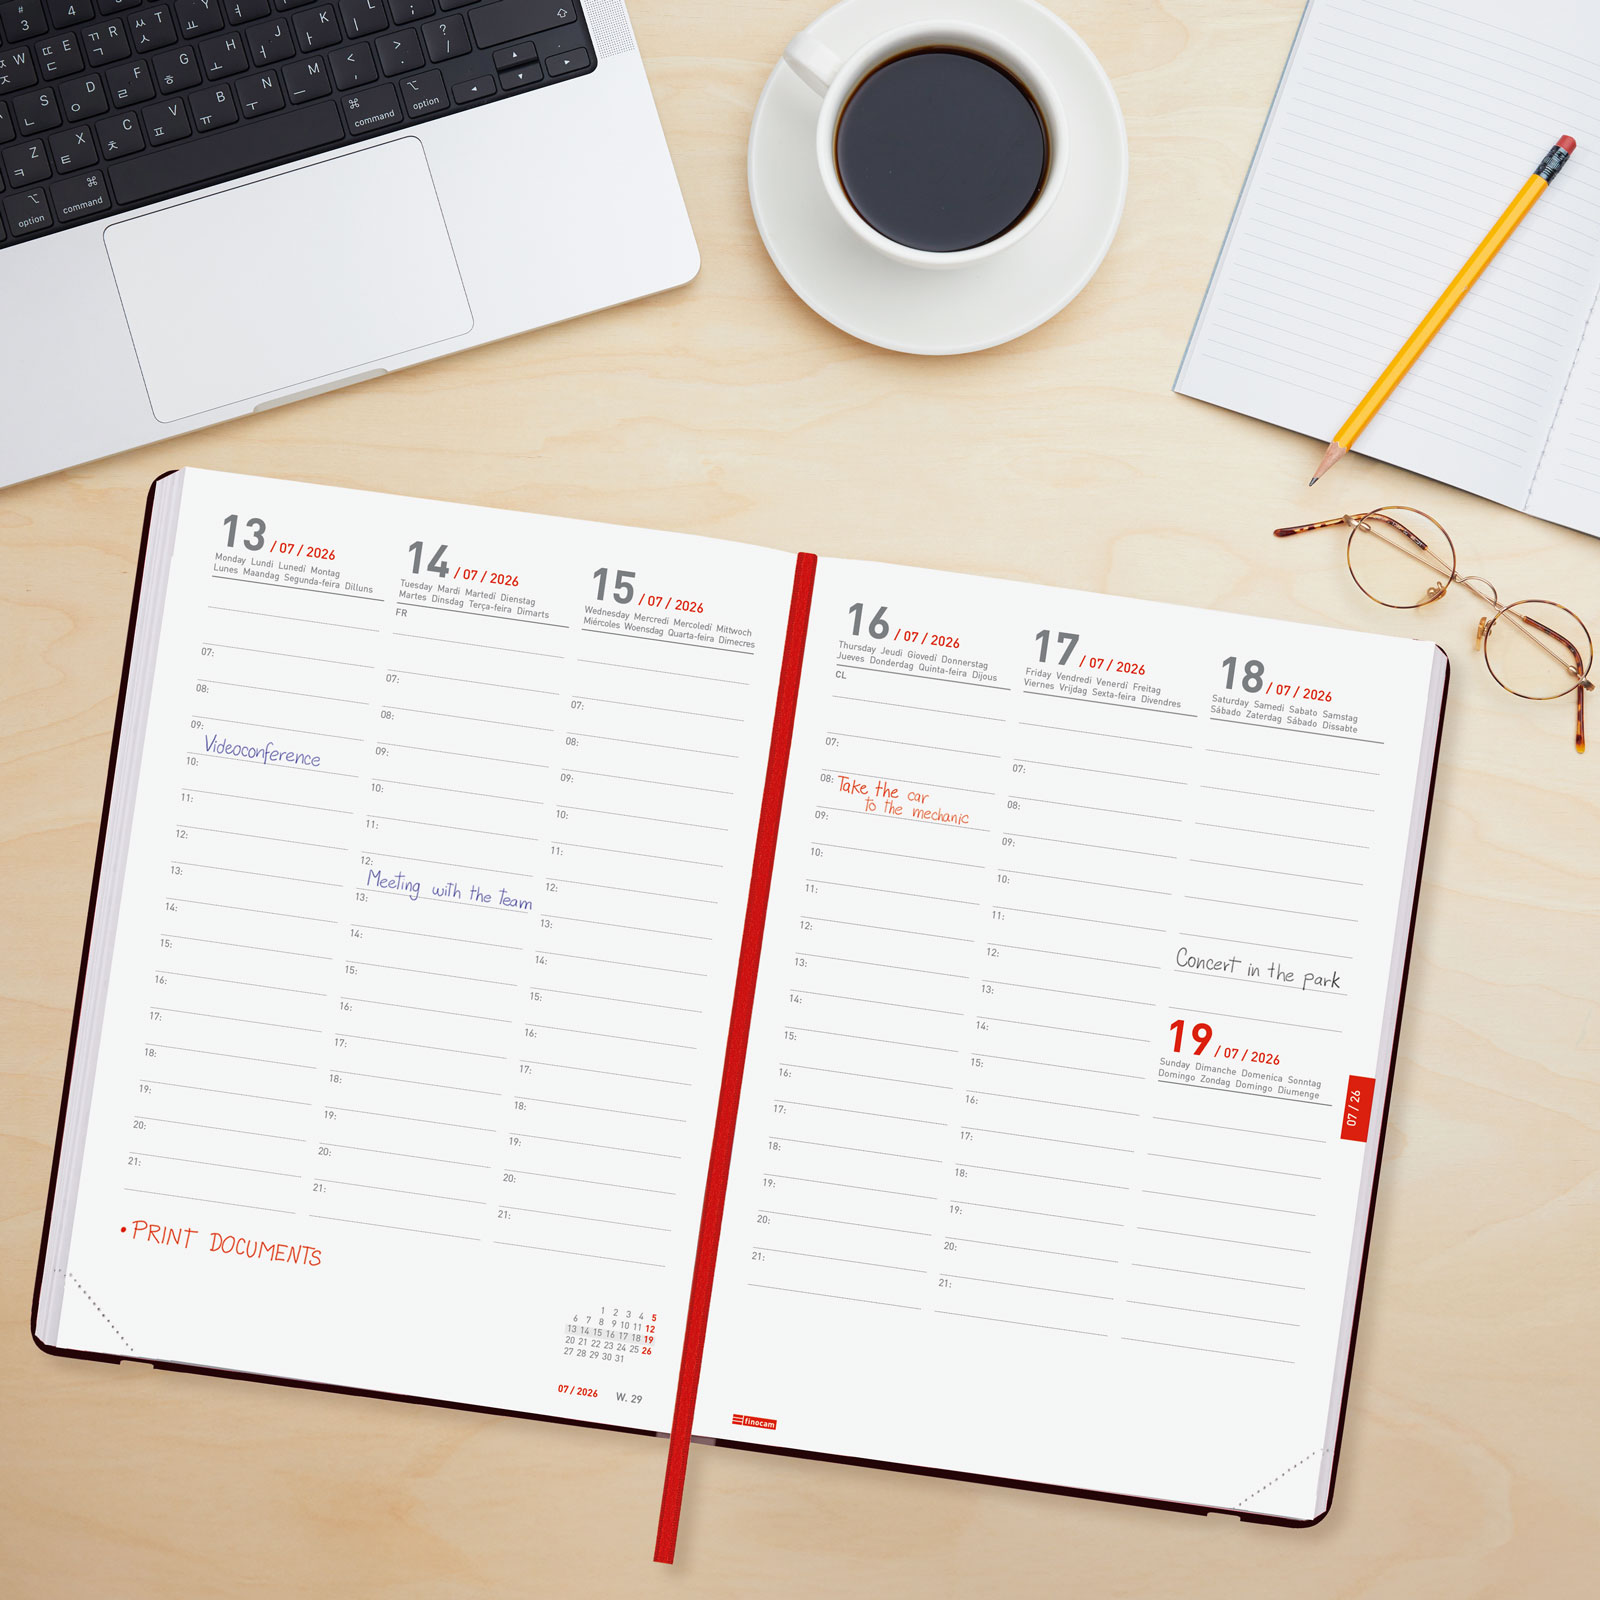 # $
3 4
W ㅈ E ㄸ ㄷ R ㄲ ㄱ T ㅆ ㅅ Y ㅛ
S ㄴ D ㅇ F ㄹ G ㅎ H ㅗ J ㅓ K ㅏ L ㅣ : ;
Z ㅋ X ㅌ C ㅊ V ㅍ B ㅠ N ㅜ M ㅡ < , > . ? /
option command command option
13 / 07 / 2026
Monday Lundi Lunedì Montag
Lunes Maandag Segunda-feira Dilluns
07:
08:
09:
Videoconference
10:
11:
12:
13:
14:
15:
16:
17:
18:
19:
20:
21:
• PRINT DOCUMENTS
14 / 07 / 2026
Tuesday Mardi Martedì Dienstag
Martes Dinsdag Terça-feira Dimarts
FR
07:
08:
09:
10:
11:
12:
Meeting with the team
13:
14:
15:
16:
17:
18:
19:
20:
21:
15 / 07 / 2026
Wednesday Mercredi Mercoledì Mittwoch
Miércoles Woensdag Quarta-feira Dimecres
07:
08:
09:
10:
11:
12:
13:
14:
15:
16:
17:
18:
19:
20:
21:
1 2 3 4 5
6 7 8 9 10 11 12
13 14 15 16 17 18 19
20 21 22 23 24 25 26
27 28 29 30 31
07 / 2026 W. 29
16 / 07 / 2026
Thursday Jeudi Giovedì Donnerstag
Jueves Donderdag Quinta-feira Dijous
CL
07:
08: Take the car
to the mechanic
09:
10:
11:
12:
13:
14:
15:
16:
17:
18:
19:
20:
21:
finocam
17 / 07 / 2026
Friday Vendredi Venerdì Freitag
Viernes Vrijdag Sexta-feira Divendres
07:
08:
09:
10:
11:
12:
13:
14:
15:
16:
17:
18:
19:
20:
21:
18 / 07 / 2026
Saturday Samedi Sabato Samstag
Sábado Zaterdag Sábado Dissabte
Concert in the park
19 / 07 / 2026
Sunday Dimanche Domenica Sonntag
Domingo Zondag Domingo Diumenge
07 / 26